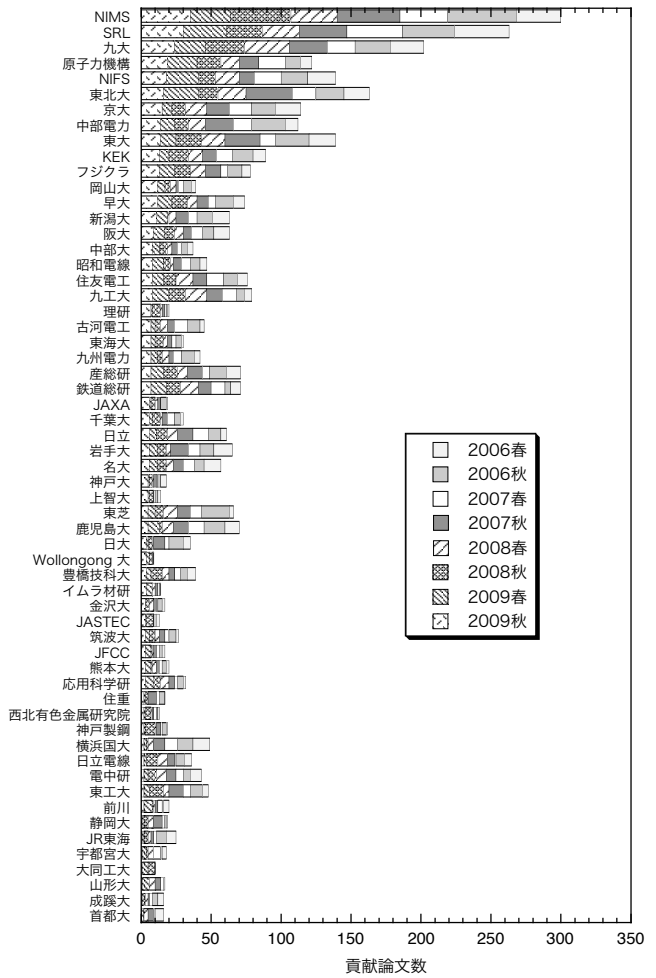 NIMS
SRL
九大
原子力機構
NIFS
東北大
京大
中部電力
東大
KEK
フジクラ
岡山大
早大
新潟大
阪大
中部大
昭和電線
住友電工
九工大
理研
古河電工
東海大
九州電力
産総研
鉄道総研
JAXA
千葉大
日立
岩手大
名大
神戸大
上智大
東芝
鹿児島大
日大
Wollongong 大
豊橋技科大
イムラ材研
金沢大
JASTEC
筑波大
JFCC
熊本大
応用科学研
住重
西北有色金属研究院
神戸製鋼
横浜国大
日立電線
電中研
東工大
前川
静岡大
JR東海
宇都宮大
大同工大
山形大
成蹊大
首都大
2006春
2006秋
2007春
2007秋
2008春
2008秋
2009春
2009秋
0 50 100 150 200 250 300 350
貢献論文数